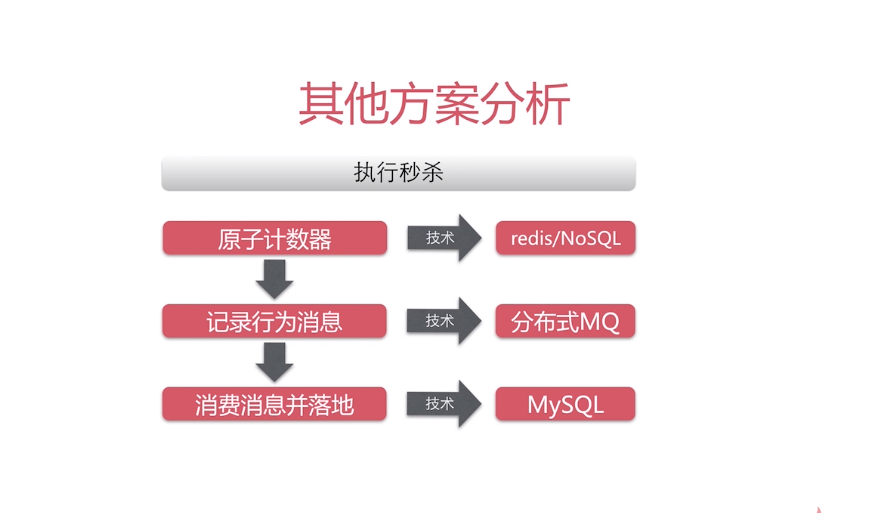 其他方案分析
执行秒杀
原子计数器
技术
redis/NoSQL
记录行为消息
技术
分布式MQ
消费消息并落地
技术
MySQL